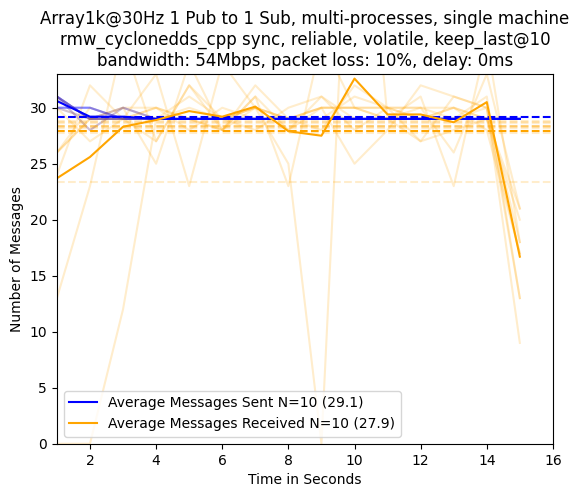 Array1k@30Hz 1 Pub to 1 Sub, multi-processes, single machine
rmw_cyclonedds_cpp sync, reliable, volatile, keep_last@10
bandwidth: 54Mbps, packet loss: 10%, delay: 0ms
Number of Messages
30
25
20
15
10
5
0
Average Messages Sent N=10 (29.1)
Average Messages Received N=10 (27.9)
2 4 6 8 10 12 14 16
Time in Seconds